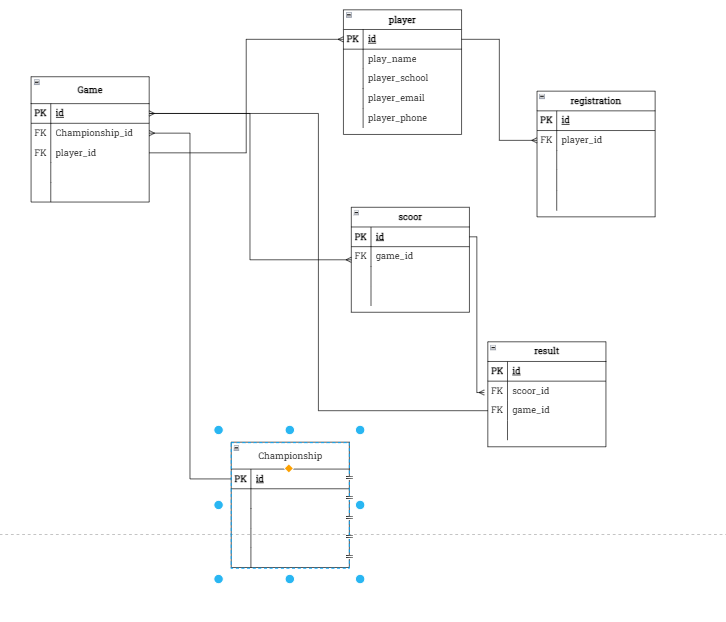 player
PK id
play_name
player_school
player_email
player_phone
Game
PK id
FK Championship_id
FK player_id
registration
PK id
FK player_id
scoor
PK id
FK game_id
result
PK id
FK scoor_id
FK game_id
Championship
PK id